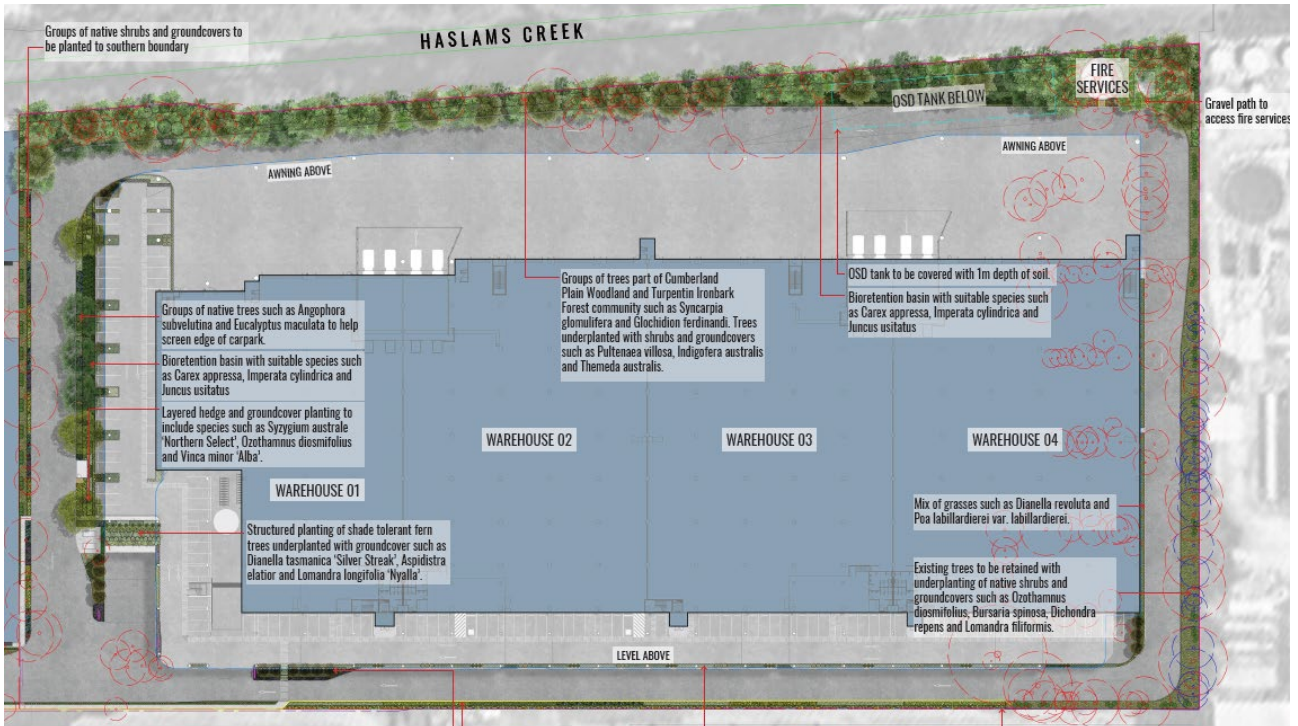 Groups of native shrubs and groundcovers to
be planted to southern boundary
HASLAMS CREEK
FIRE
SERVICES
OSD TANK BELOW
Gravel path to
access fire services
AWNING ABOVE
AWNING ABOVE
Groups of trees part of Cumberland
Plain Woodland and Turpentin Ironbark
Forest community such as Syncarpia
glomulifera and Glochidion ferdinandi. Trees
underplanted with shrubs and groundcovers
such as Pultenaea villosa, Indigofera australis
and Themeda australis.
OSD tank to be covered with 1m depth of soil.
Bioretention basin with suitable species such
as Carex appressa, Imperata cylindrica and
Juncus usitatus
Groups of native trees such as Angophora
subvelutina and Eucalyptus maculata to help
screen edge of carpark.
Bioretention basin with suitable species such
as Carex appressa, Imperata cylindrica and
Juncus usitatus
Layered hedge and groundcover planting to
include species such as Syzygium australe
'Northern Select', Ozothamnus diosmifolius
and Vinca minor 'Alba'.
WAREHOUSE 01
WAREHOUSE 02
WAREHOUSE 03
WAREHOUSE 04
Structured planting of shade tolerant fern
trees underplanted with groundcover such as
Dianella tasmanica 'Silver Streak', Aspidistra
elatior and Lomandra longifolia 'Nyalla'.
Mix of grasses such as Dianella revoluta and
Poa labillardierei var. labillardierei.
Existing trees to be retained with
underplanting of native shrubs and
groundcovers such as Ozothamnus
diosmifolius, Bursaria spinosa, Dichondra
repens and Lomandra filiformis.
LEVEL ABOVE